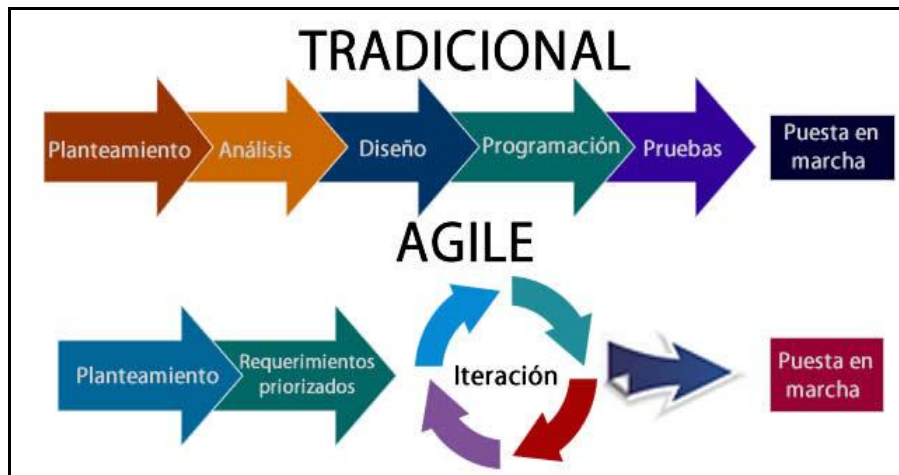 TRADICIONAL
Planteamiento
Análisis
Diseño
Programación
Pruebas
Puesta en
marcha
AGILE
Planteamiento
Requerimientos
priorizados
Iteración
Puesta en
marcha